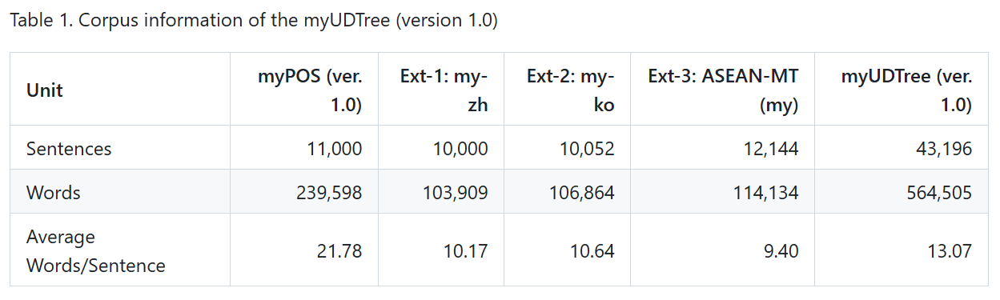 Table 1. Corpus information of the myUDTree (version 1.0)
Unit myPOS (ver. 1.0) Ext-1: my-zh Ext-2: my-ko Ext-3: ASEAN-MT (my) myUDTree (ver. 1.0)
Sentences 11,000 10,000 10,052 12,144 43,196
Words 239,598 103,909 106,864 114,134 564,505
Average Words/Sentence 21.78 10.17 10.64 9.40 13.07